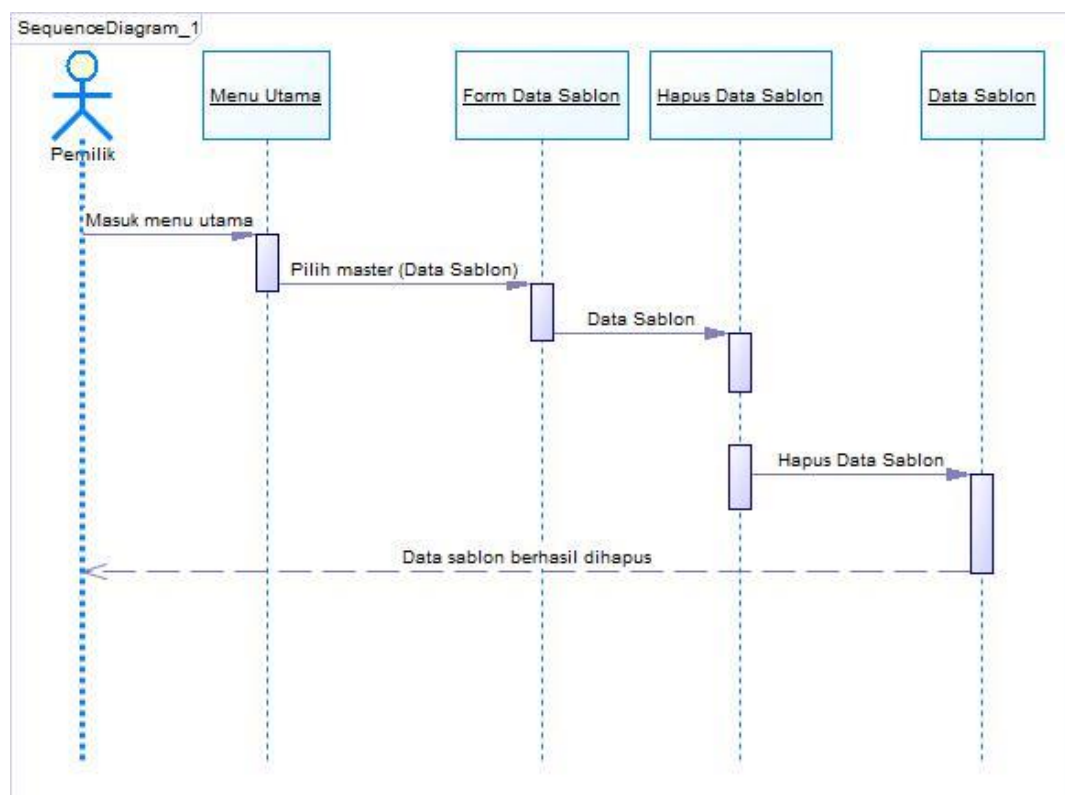 SequenceDiagram_1
Pemilik
Menu Utama
Form Data Sablon
Hapus Data Sablon
Data Sablon
Masuk menu utama
Pilih master (Data Sablon)
Data Sablon
Hapus Data Sablon
Data sablon berhasil dihapus